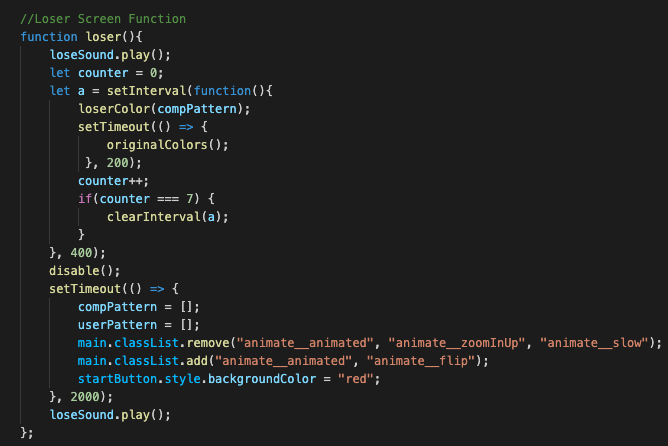 //Loser Screen Function
function loser(){
    loseSound.play();
    let counter = 0;
    let a = setInterval(function(){
        loserColor(compPattern);
        setTimeout(() => {
            originalColors();
         }, 200);
        counter++;
        if(counter === 7) {
            clearInterval(a);
        }
    }, 400);
    disable();
    setTimeout(() => {
        compPattern = [];
        userPattern = [];
        main.classList.remove("animate__animated", "animate__zoomInUp", "animate__slow");
        main.classList.add("animate__animated", "animate__flip");
        startButton.style.backgroundColor = "red";
    }, 2000);
    loseSound.play();
};